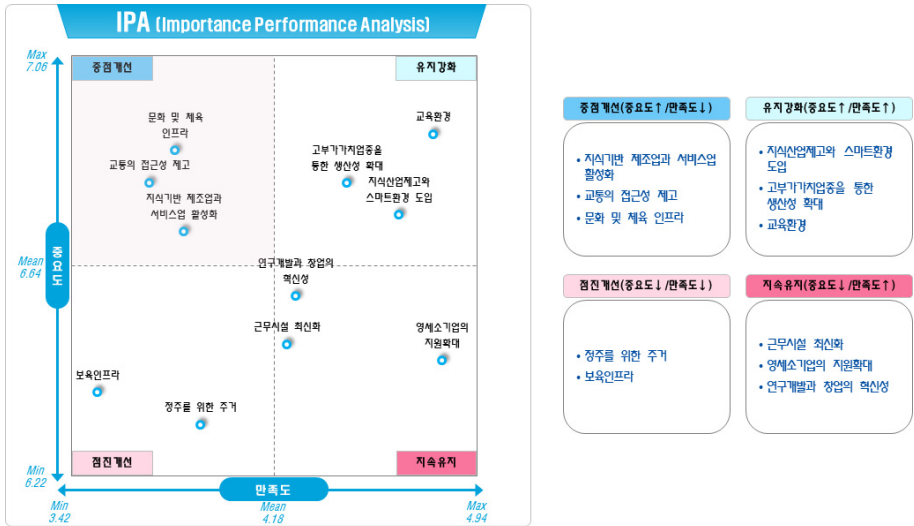 IPA (Importance Performance Analysis)
Max
7.06
중점개선
유지강화
문화 및 체육
인프라
교육환경
고부가가치업종을
통한 생산성 확대
교통의 접근성 제고
지식산업제고와
스마트환경 도입
지식기반 제조업과
서비스업 활성화
Mean
6.64
중요도
연구개발과 창업의
혁신성
근무시설 최신화
영세소기업의
지원확대
보육인프라
정주를 위한 주거
점진개선
지속유지
Min
6.22
만족도
Min
3.42
Mean
4.18
Max
4.94
중점개선(중요도↑/만족도↓)
• 지식기반 제조업과 서비스업
활성화
• 교통의 접근성 제고
• 문화 및 체육 인프라
유지강화(중요도↑/만족도↑)
• 지식산업제고와 스마트환경
도입
• 고부가가치업종을 통한
생산성 확대
• 교육환경
점진개선(중요도↓/만족도↓)
• 정주를 위한 주거
• 보육인프라
지속유지(중요도↓/만족도↑)
• 근무시설 최신화
• 영세소기업의 지원확대
• 연구개발과 창업의 혁신성